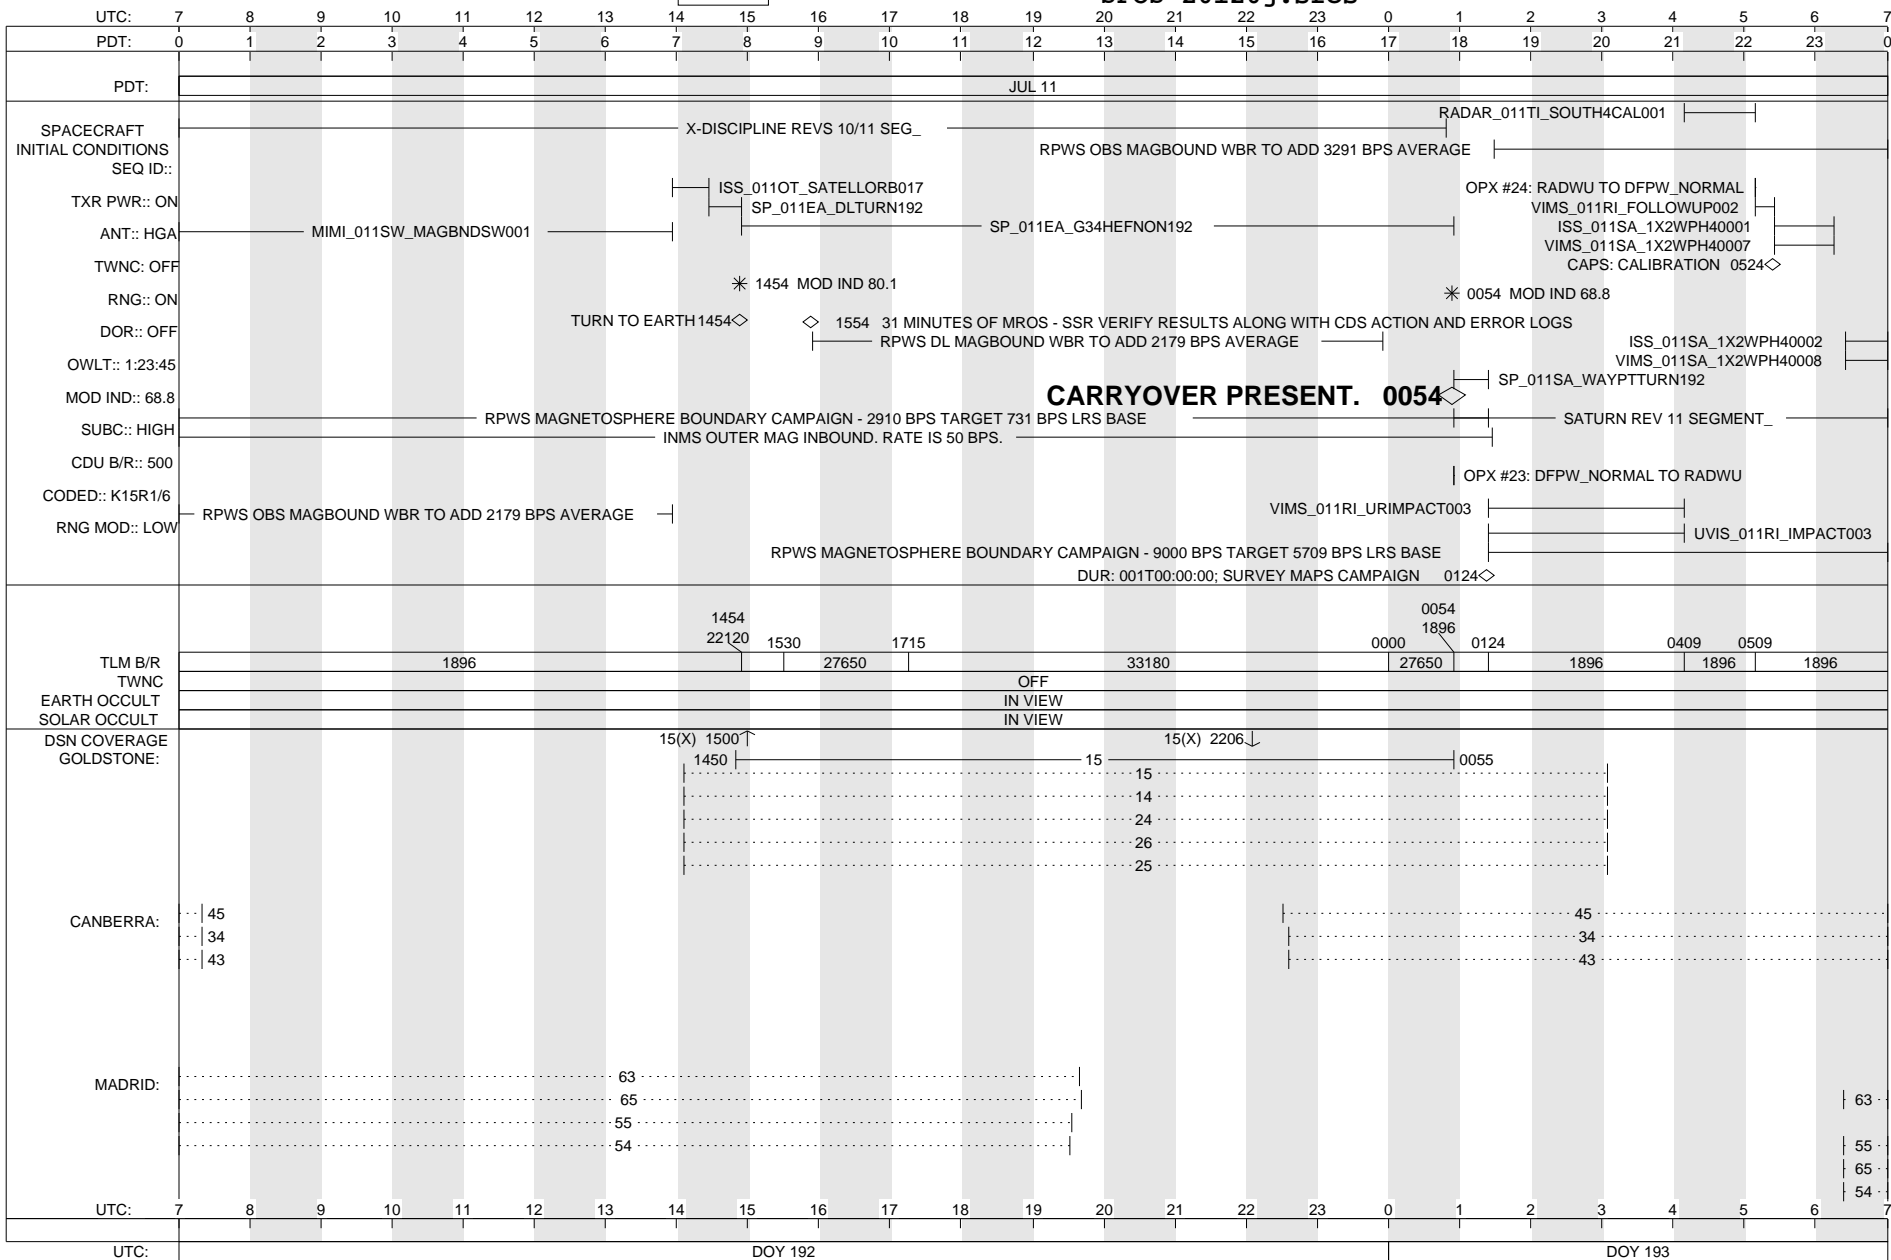 UTC: 7 8 9 10 11 12 13 14 15 16 17 18 19 20 21 22 23 0 1 2 3 4 5 6 7
PDT: 0 1 2 3 4 5 6 7 8 9 10 11 12 13 14 15 16 17 18 19 20 21 22 23 0
PDT: JUL 11
RADAR_011TI_SOUTH4CAL001
SPACECRAFT X-DISCIPLINE REVS 10/11 SEG_
INITIAL CONDITIONS RPWS OBS MAGBOUND WBR TO ADD 3291 BPS AVERAGE
SEQ ID::
ISS_011OT_SATELLORB017 OPX #24: RADWU TO DFPW_NORMAL
TXR PWR:: ON SP_011EA_DLTURN192 VIMS_011RI_FOLLOWUP002
SP_011EA_G34HEFNON192 ISS_011SA_1X2WPH40001
ANT:: HGA MIMI_011SW_MAGBNDSW001
VIMS_011SA_1X2WPH40007
TWNC: OFF CAPS: CALIBRATION 0524
1454 MOD IND 80.1
RNG:: ON 0054 MOD IND 68.8
TURN TO EARTH 1454 1554 31 MINUTES OF MROS - SSR VERIFY RESULTS ALONG WITH CDS ACTION AND ERROR LOGS
DOR:: OFF
RPWS DL MAGBOUND WBR TO ADD 2179 BPS AVERAGE ISS_011SA_1X2WPH40002
OWLT:: 1:23:45 VIMS_011SA_1X2WPH40008
SP_011SA_WAYPTTURN192
MOD IND:: 68.8 CARRYOVER PRESENT. 0054
RPWS MAGNETOSPHERE BOUNDARY CAMPAIGN - 2910 BPS TARGET 731 BPS LRS BASE SATURN REV 11 SEGMENT_
SUBC:: HIGH
INMS OUTER MAG INBOUND. RATE IS 50 BPS.
CDU B/R:: 500
OPX #23: DFPW_NORMAL TO RADWU
CODED:: K15R1/6
VIMS_011RI_URIMPACT003
RPWS OBS MAGBOUND WBR TO ADD 2179 BPS AVERAGE
RNG MOD:: LOW
UVIS_011RI_IMPACT003
RPWS MAGNETOSPHERE BOUNDARY CAMPAIGN - 9000 BPS TARGET 5709 BPS LRS BASE
DUR: 001T00:00:00; SURVEY MAPS CAMPAIGN 0124
1454 0054
22120 1896
1530 1715 0000 0124 0409 0509
TLM B/R 1896 27650 33180 27650 1896 1896 1896
TWNC OFF
EARTH OCCULT IN VIEW
SOLAR OCCULT IN VIEW
DSN COVERAGE 15(X) 1500 15(X) 2206
GOLDSTONE: 1450 15 0055
15
14
24
26
25
45 45
CANBERRA:
34 34
43 43
63
MADRID:
65 63
55
54 55
65
54
UTC: 7 8 9 10 11 12 13 14 15 16 17 18 19 20 21 22 23 0 1 2 3 4 5 6 7
UTC: DOY 192 DOY 193